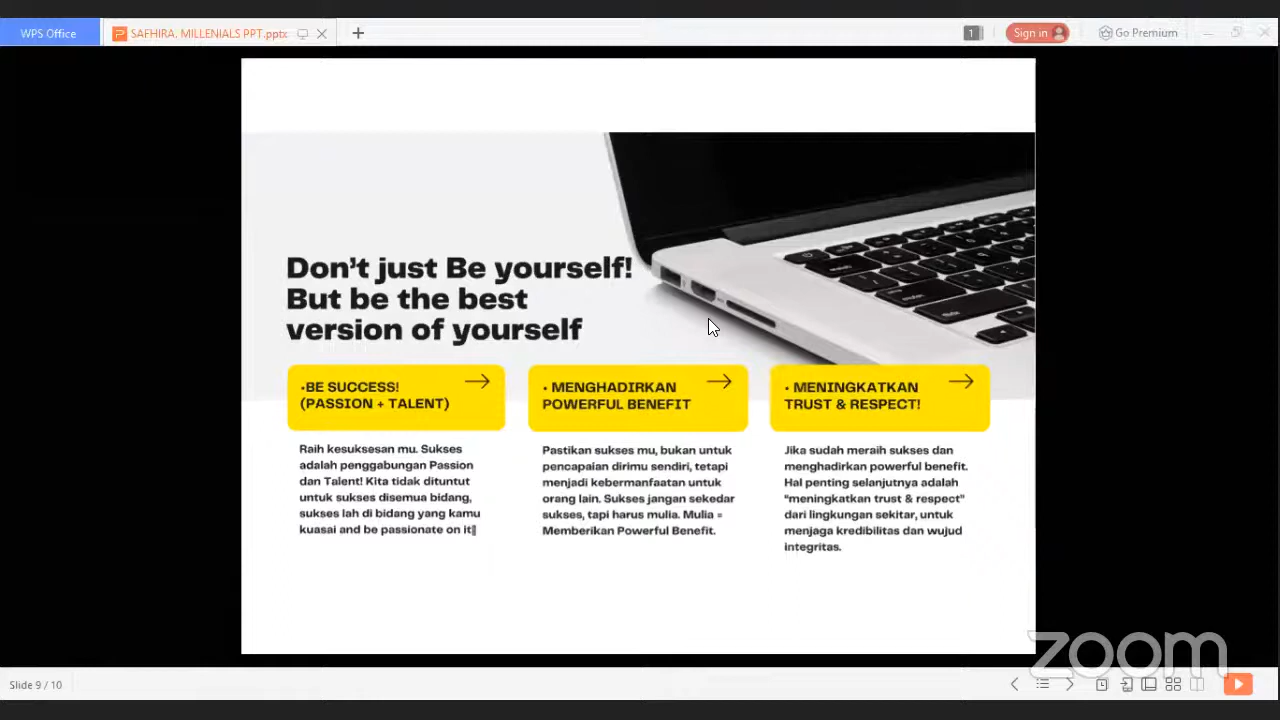 WPS Office
SAFHIRA. MILLENIALS PPT.pptx
1
Sign in
Go Premium
Don't just Be yourself!
But be the best
version of yourself
•BE SUCCESS!
(PASSION + TALENT)
Raih kesuksesan mu. Sukses
adalah penggabungan Passion
dan Talent! Kita tidak dituntut
untuk sukses disemua bidang,
sukses lah di bidang yang kamu
kuasai and be passionate on it
• MENGHADIRKAN
POWERFUL BENEFIT
Pastikan sukses mu, bukan untuk
pencapaian dirimu sendiri, tetapi
menjadi kebermanfaatan untuk
orang lain. Sukses jangan sekedar
sukses, tapi harus mulia. Mulia =
Memberikan Powerful Benefit.
• MENINGKATKAN
TRUST & RESPECT!
Jika sudah meraih sukses dan
menghadirkan powerful benefit.
Hal penting selanjutnya adalah
"meningkatkan trust & respect"
dari lingkungan sekitar, untuk
menjaga kredibilitas dan wujud
integritas.
zoom
Slide 9 / 10